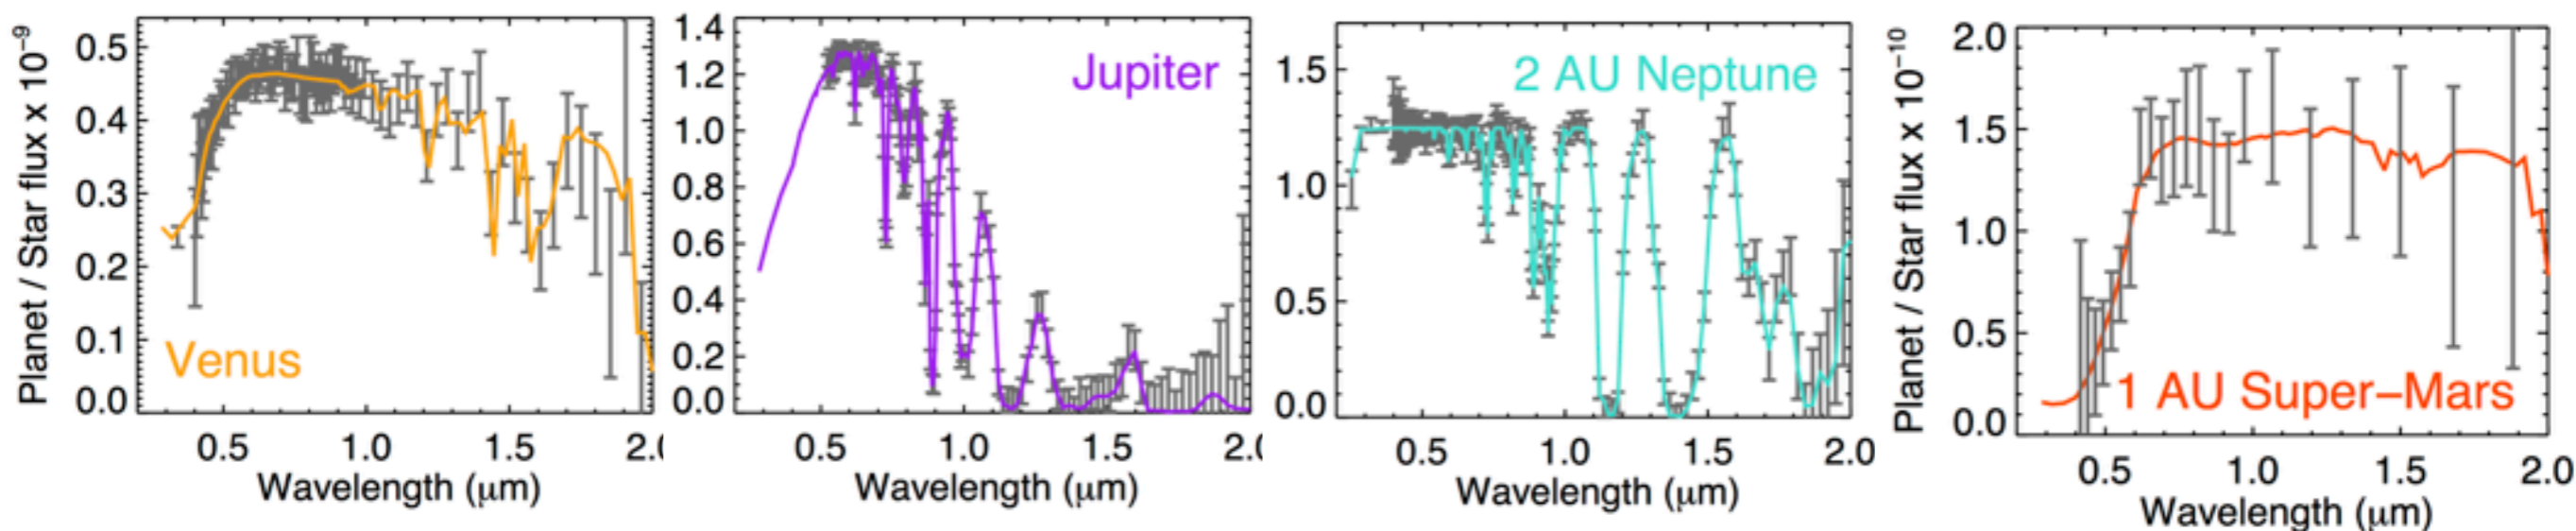 Planet / Star flux x 10⁻⁹
0.5
0.4
0.3
0.2
0.1
0.0
Venus
0.5 1.0 1.5 2.0
Wavelength (μm)
1.4
1.2
1.0
0.8
0.6
0.4
0.2
0.0
Jupiter
0.5 1.0 1.5 2.0
Wavelength (μm)
1.5
1.0
0.5
0.0
2 AU Neptune
0.5 1.0 1.5 2.0
Wavelength (μm)
Planet / Star flux x 10⁻¹⁰
2.0
1.5
1.0
0.5
0.0
1 AU Super-Mars
0.5 1.0 1.5 2.0
Wavelength (μm)